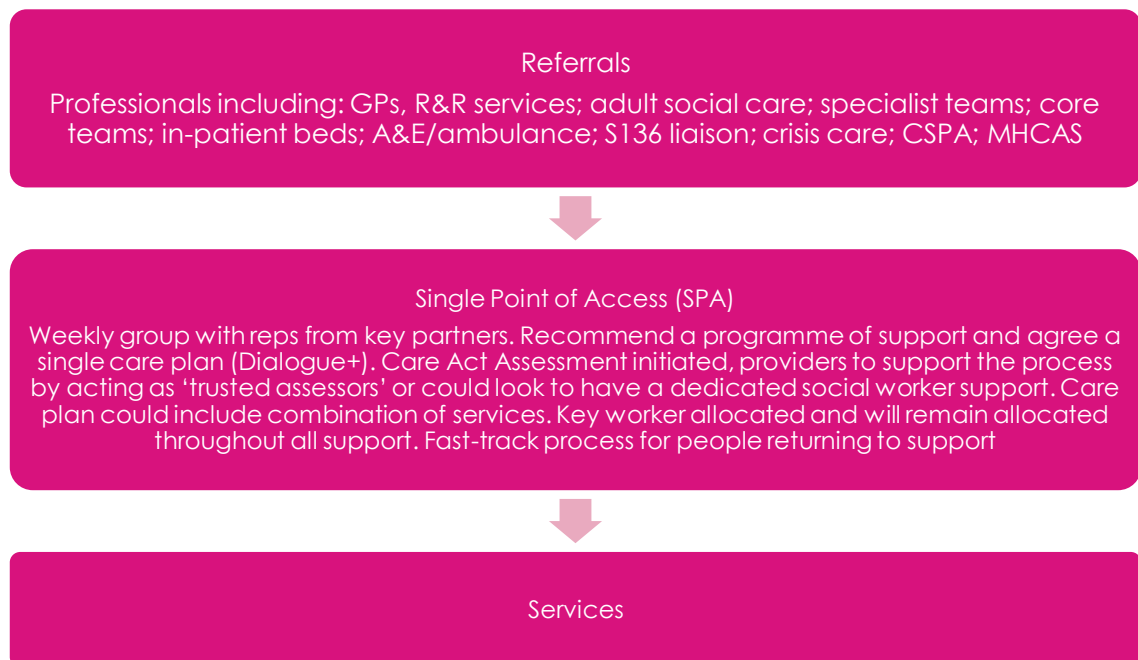 Referrals
Professionals including: GPs, R&R services; adult social care; specialist teams; core
teams; in-patient beds; A&E/ambulance; S136 liaison; crisis care; CSPA; MHCAS
Single Point of Access (SPA)
Weekly group with reps from key partners. Recommend a programme of support and agree a
single care plan (Dialogue+). Care Act Assessment initiated, providers to support the process
by acting as ‘trusted assessors’ or could look to have a dedicated social worker support. Care
plan could include combination of services. Key worker allocated and will remain allocated
throughout all support. Fast-track process for people returning to support
Services